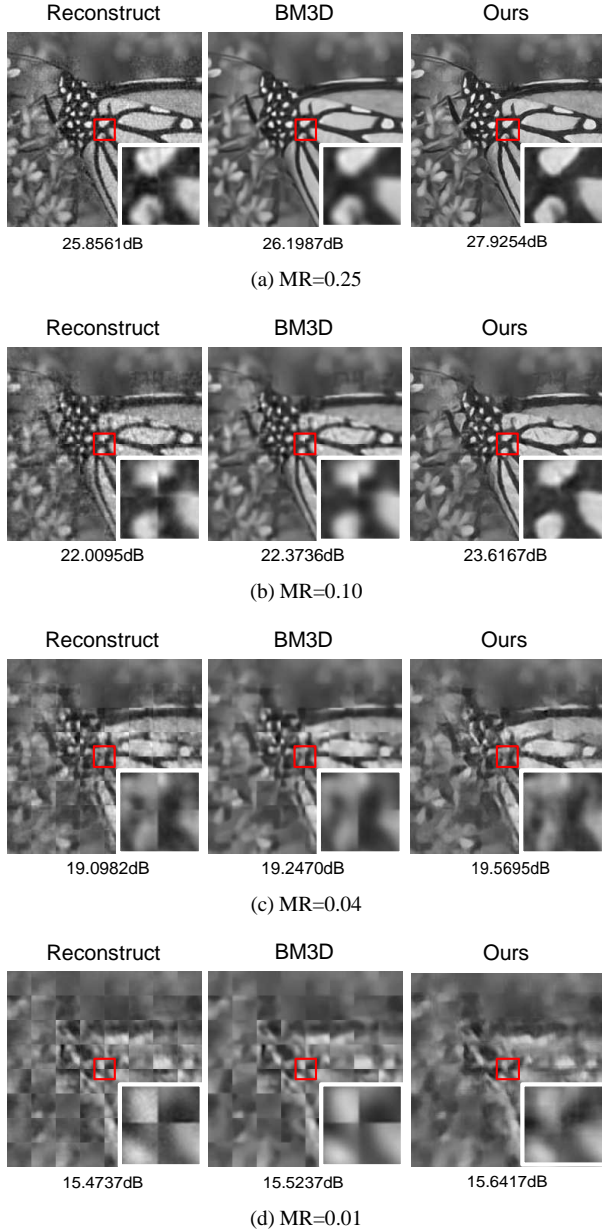 Reconstruct BM3D Ours
25.8561dB 26.1987dB 27.9254dB
(a) MR=0.25
Reconstruct BM3D Ours
22.0095dB 22.3736dB 23.6167dB
(b) MR=0.10
Reconstruct BM3D Ours
19.0982dB 19.2470dB 19.5695dB
(c) MR=0.04
Reconstruct BM3D Ours
15.4737dB 15.5237dB 15.6417dB
(d) MR=0.01